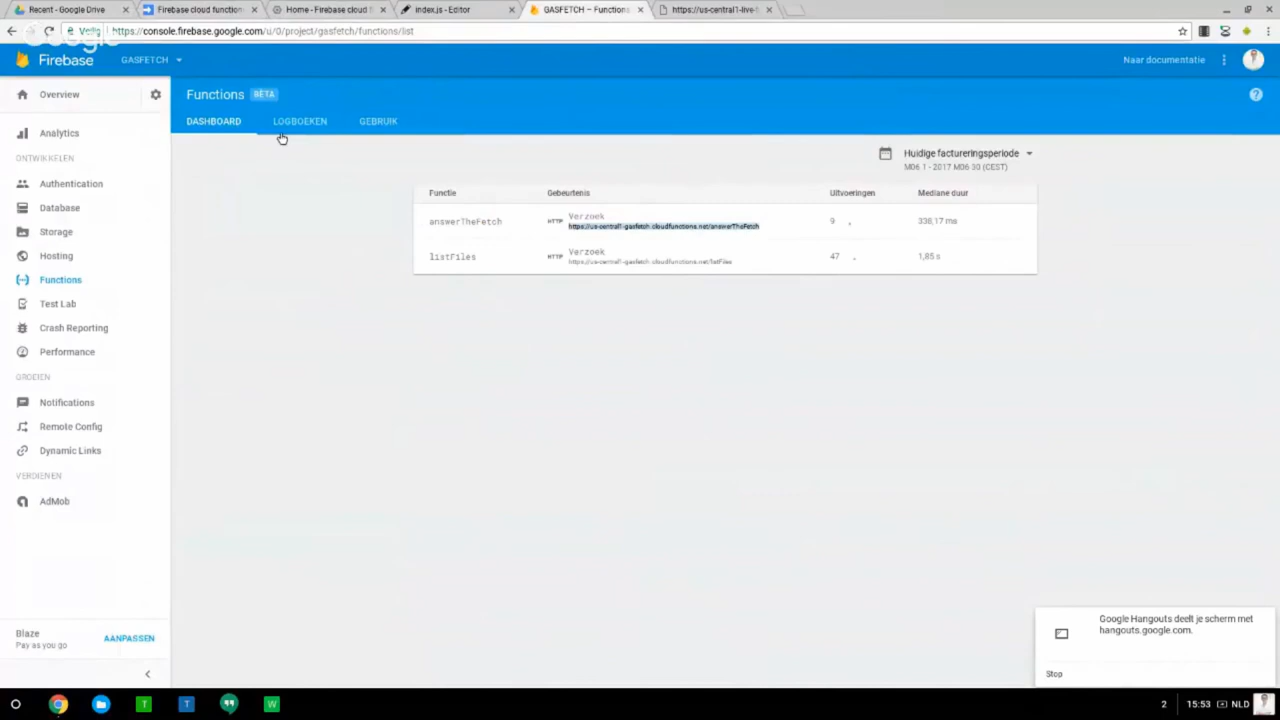 Recent - Google Drive
Firebase cloud function
Home - Firebase cloud f
index.js - Editor
GASFETCH – Functions
https://us-central1-live-f
Veilig
https://console.firebase.google.com/u/0/project/gasfetch/functions/list
Google
Firebase
GASFETCH
Naar documentatie
Overview
Functions BÈTA
DASHBOARD
LOGBOEKEN
GEBRUIK
Analytics
ONTWIKKELEN
Authentication
Database
Storage
Hosting
Functions
Test Lab
Crash Reporting
Performance
GROEIEN
Notifications
Remote Config
Dynamic Links
VERDIENEN
AdMob
Huidige factureringsperiode
M06 1 - 2017 M06 30 (CEST)
Functie
Gebeurtenis
Uitvoeringen
Mediane duur
answerTheFetch
HTTP
Verzoek
https://us-central1-gasfetch.cloudfunctions.net/answerTheFetch
9
338,17 ms
listFiles
HTTP
Verzoek
https://us-central1-gasfetch.cloudfunctions.net/listFiles
47
1,85 s
Blaze
Pay as you go
AANPASSEN
Google Hangouts deelt je scherm met
hangouts.google.com.
Stop
T
T
W
2
15:53
NLD